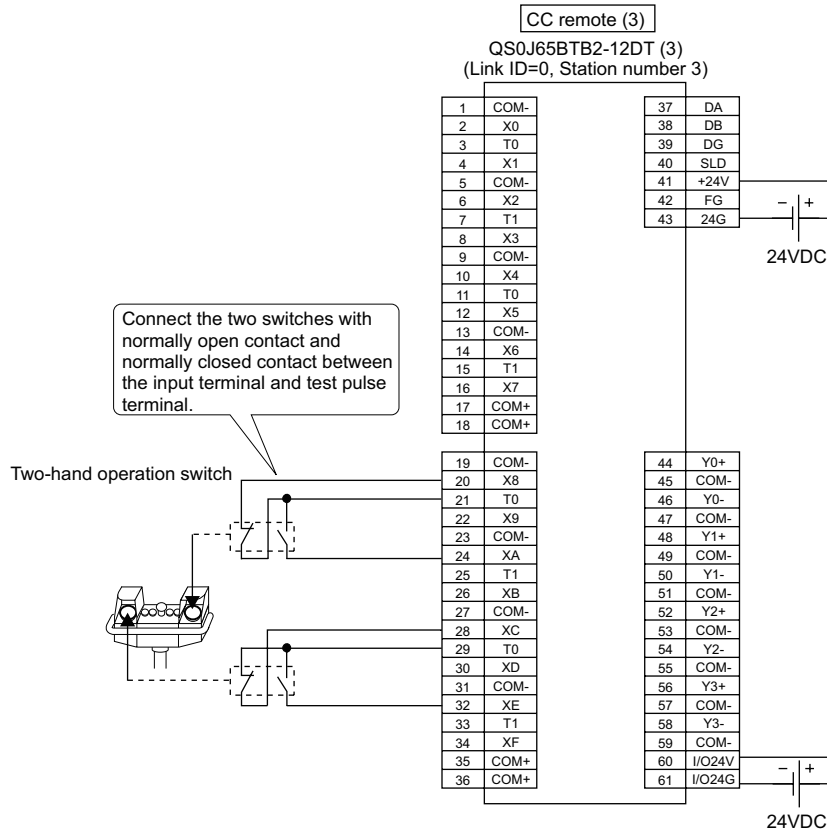 CC remote (3)
QS0J65BTB2-12DT (3)
(Link ID=0, Station number 3)
1 COM-
2 X0
3 T0
4 X1
5 COM-
6 X2
7 T1
8 X3
9 COM-
10 X4
11 T0
12 X5
13 COM-
14 X6
15 T1
16 X7
17 COM+
18 COM+
37 DA
38 DB
39 DG
40 SLD
41 +24V
42 FG
43 24G
− +
24VDC
Connect the two switches with
normally open contact and
normally closed contact between
the input terminal and test pulse
terminal.
Two-hand operation switch
19 COM-
20 X8
21 T0
22 X9
23 COM-
24 XA
25 T1
26 XB
27 COM-
28 XC
29 T0
30 XD
31 COM-
32 XE
33 T1
34 XF
35 COM+
36 COM+
44 Y0+
45 COM-
46 Y0-
47 COM-
48 Y1+
49 COM-
50 Y1-
51 COM-
52 Y2+
53 COM-
54 Y2-
55 COM-
56 Y3+
57 COM-
58 Y3-
59 COM-
60 I/O24V
61 I/O24G
− +
24VDC